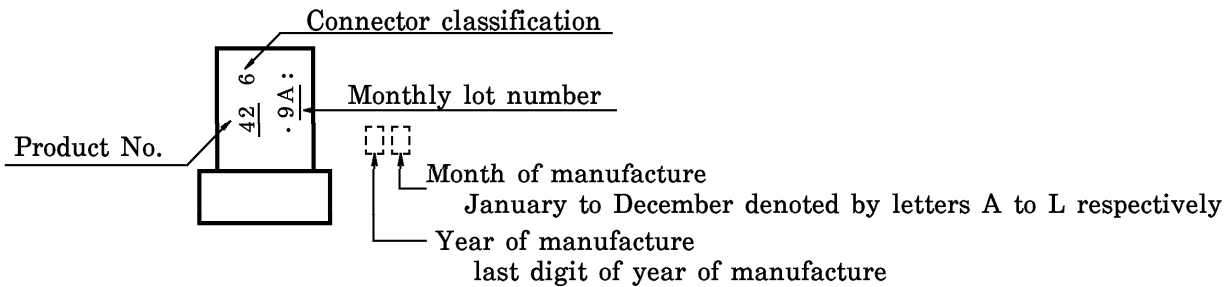 Connector classification
42 6
. 9A:
Monthly lot number
Product No.
Month of manufacture
January to December denoted by letters A to L respectively
Year of manufacture
last digit of year of manufacture